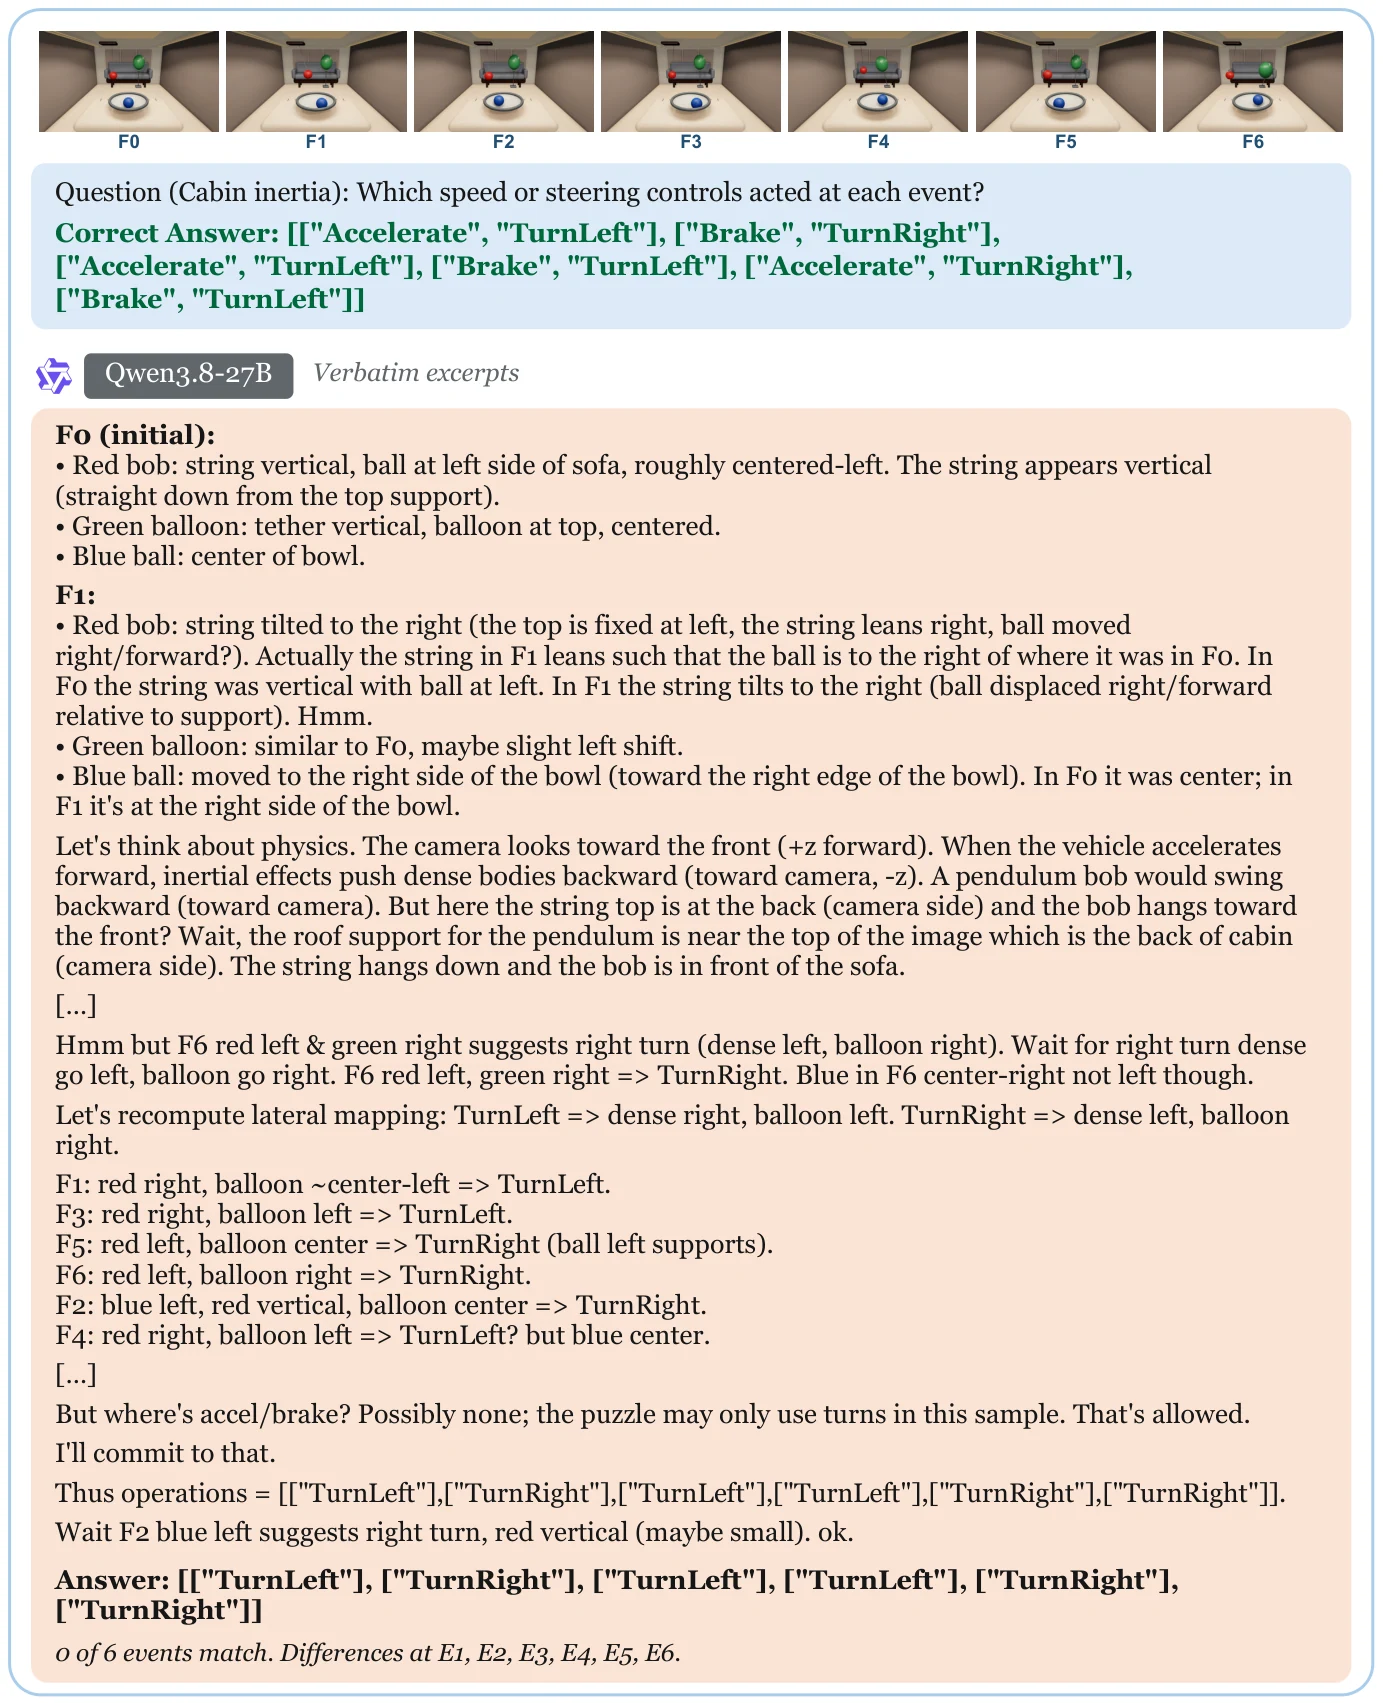 F0 F1 F2 F3 F4 F5 F6
Question (Cabin inertia): Which speed or steering controls acted at each event?
Correct Answer: [["Accelerate", "TurnLeft"], ["Brake", "TurnRight"],
["Accelerate", "TurnLeft"], ["Brake", "TurnLeft"], ["Accelerate", "TurnRight"],
["Brake", "TurnLeft"]]
Qwen3.8-27B Verbatim excerpts
F0 (initial):
• Red bob: string vertical, ball at left side of sofa, roughly centered-left. The string appears vertical
(straight down from the top support).
• Green balloon: tether vertical, balloon at top, centered.
• Blue ball: center of bowl.
F1:
• Red bob: string tilted to the right (the top is fixed at left, the string leans right, ball moved
right/forward?). Actually the string in F1 leans such that the ball is to the right of where it was in F0. In
F0 the string was vertical with ball at left. In F1 the string tilts to the right (ball displaced right/forward
relative to support). Hmm.
• Green balloon: similar to F0, maybe slight left shift.
• Blue ball: moved to the right side of the bowl (toward the right edge of the bowl). In F0 it was center; in
F1 it's at the right side of the bowl.
Let's think about physics. The camera looks toward the front (+z forward). When the vehicle accelerates
forward, inertial effects push dense bodies backward (toward camera, -z). A pendulum bob would swing
backward (toward camera). But here the string top is at the back (camera side) and the bob hangs toward
the front? Wait, the roof support for the pendulum is near the top of the image which is the back of cabin
(camera side). The string hangs down and the bob is in front of the sofa.
[...]
Hmm but F6 red left & green right suggests right turn (dense left, balloon right). Wait for right turn dense
go left, balloon go right. F6 red left, green right => TurnRight. Blue in F6 center-right not left though.
Let's recompute lateral mapping: TurnLeft => dense right, balloon left. TurnRight => dense left, balloon
right.
F1: red right, balloon ~center-left => TurnLeft.
F3: red right, balloon left => TurnLeft.
F5: red left, balloon center => TurnRight (ball left supports).
F6: red left, balloon right => TurnRight.
F2: blue left, red vertical, balloon center => TurnRight.
F4: red right, balloon left => TurnLeft? but blue center.
[...]
But where's accel/brake? Possibly none; the puzzle may only use turns in this sample. That's allowed.
I'll commit to that.
Thus operations = [["TurnLeft"],["TurnRight"],["TurnLeft"],["TurnLeft"],["TurnRight"],["TurnRight"]].
Wait F2 blue left suggests right turn, red vertical (maybe small). ok.
Answer: [["TurnLeft"], ["TurnRight"], ["TurnLeft"], ["TurnLeft"], ["TurnRight"],
["TurnRight"]]
0 of 6 events match. Differences at E1, E2, E3, E4, E5, E6.